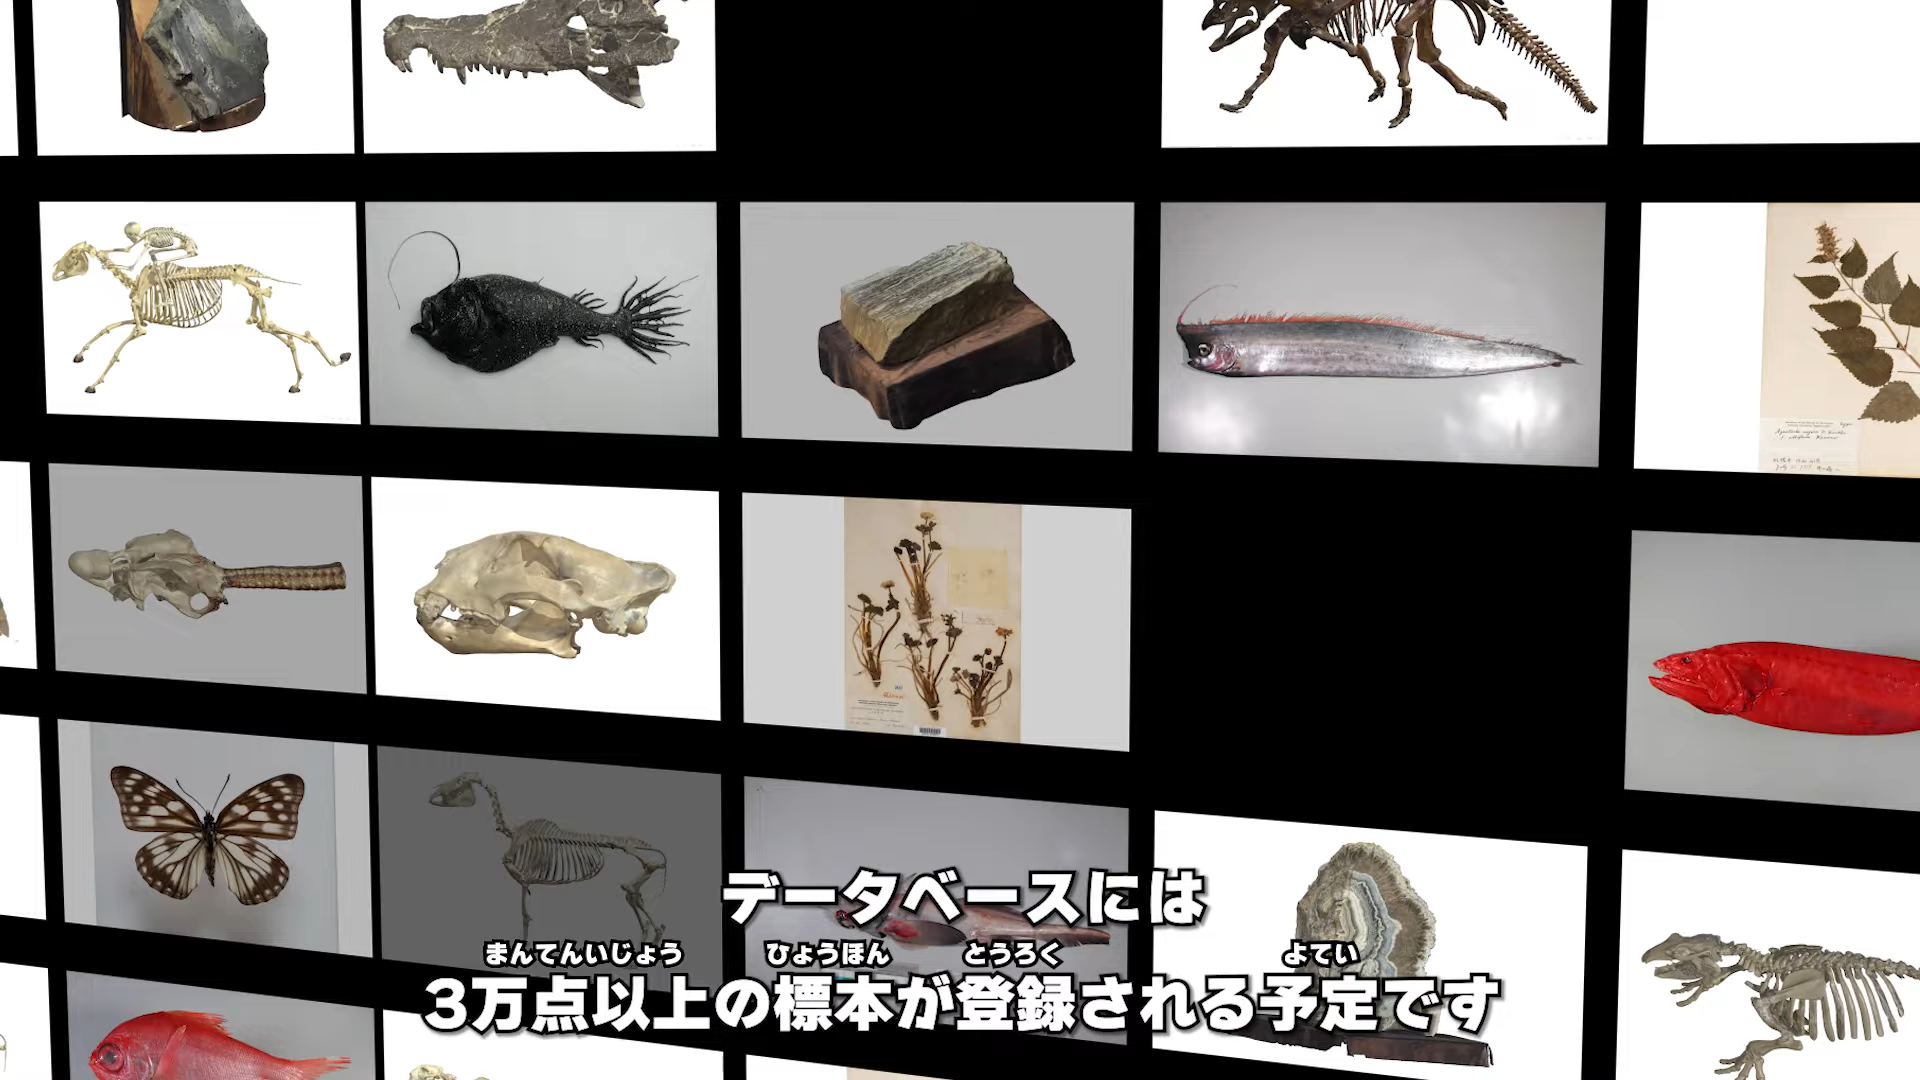 データベースには
まんてんいじょう ひょうほん とうろく よてい
3万点以上の標本が登録される予定です